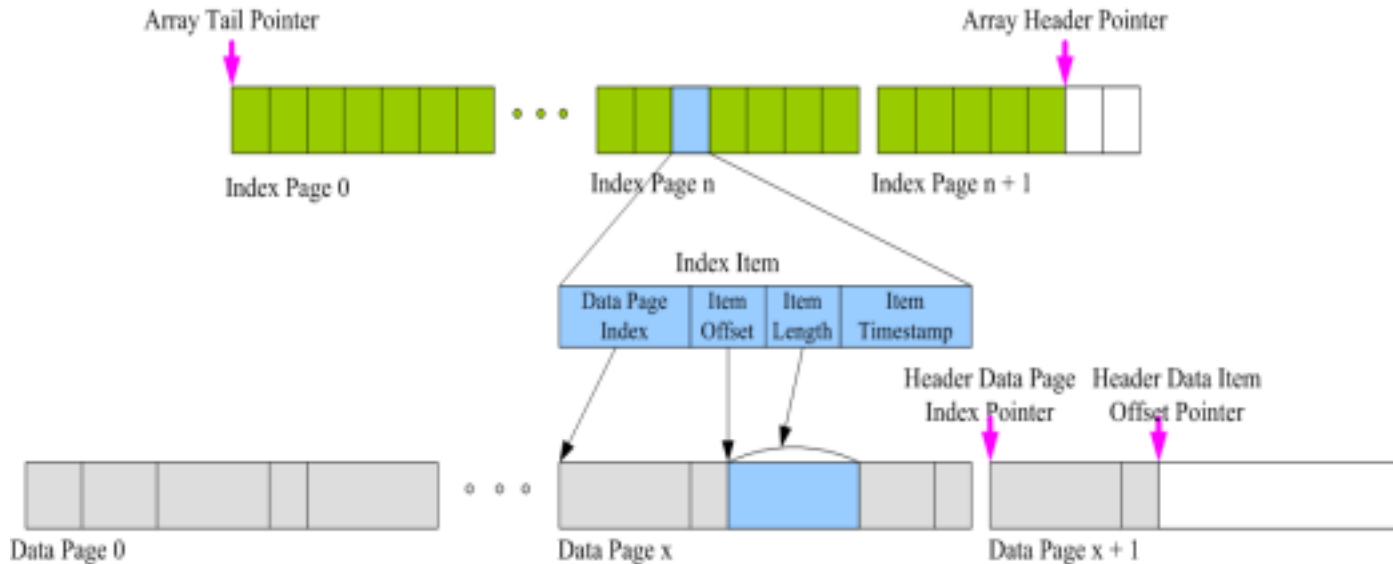 Array Tail Pointer
Array Header Pointer
Index Page 0
Index Page n
Index Page n + 1
Index Item
Data Page
Index
Item
Offset
Item
Length
Item
Timestamp
Header Data Page
Index Pointer
Header Data Item
Offset Pointer
Data Page 0
Data Page x
Data Page x + 1